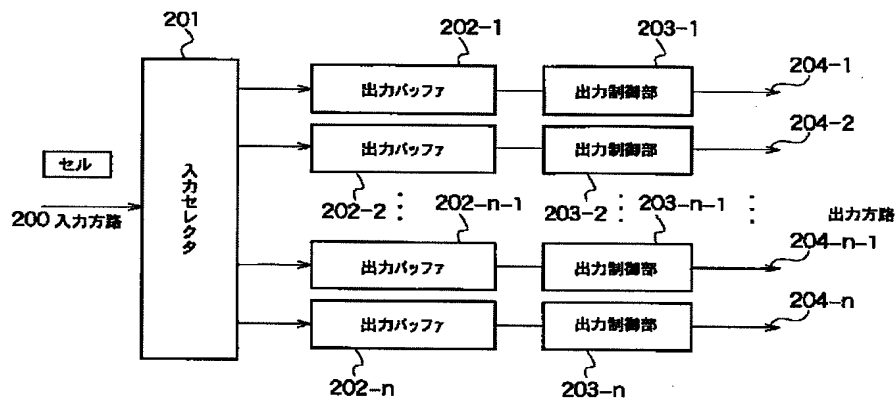 201
202-1
203-1
出力バッファ
出力制御部
204-1
出力バッファ
出力制御部
204-2
セル
入力セレクタ
200 入力方路
202-2
202-n-1
203-2
203-n-1
出力方路
出力バッファ
出力制御部
204-n-1
出力バッファ
出力制御部
204-n
202-n
203-n